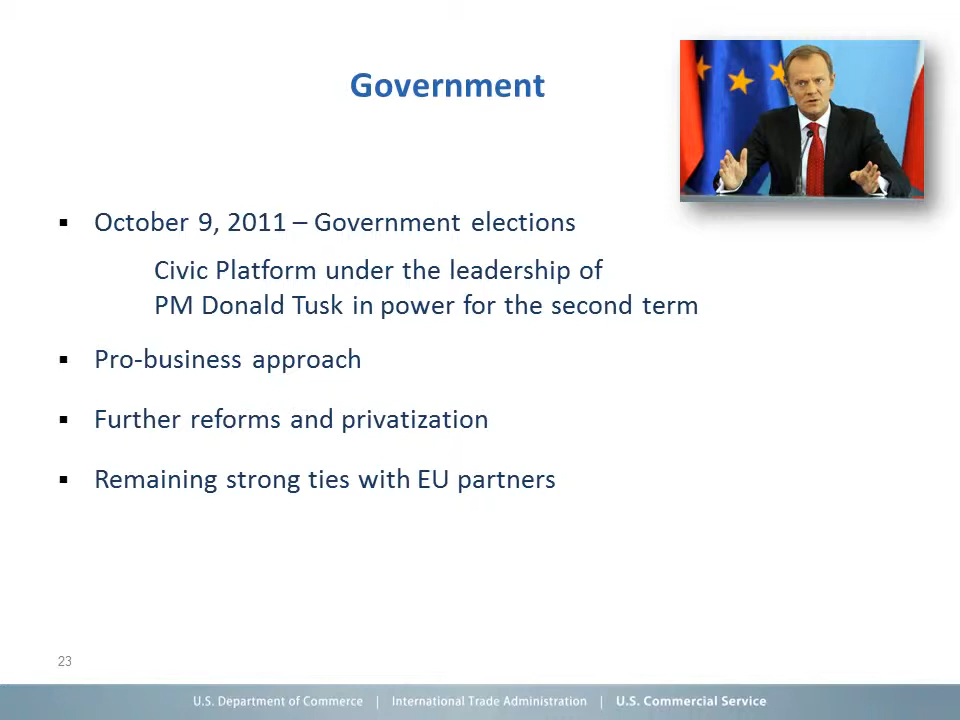 Government
▪ October 9, 2011 – Government elections
Civic Platform under the leadership of
PM Donald Tusk in power for the second term
▪ Pro-business approach
▪ Further reforms and privatization
▪ Remaining strong ties with EU partners
23
U.S. Department of Commerce | International Trade Administration | U.S. Commercial Service